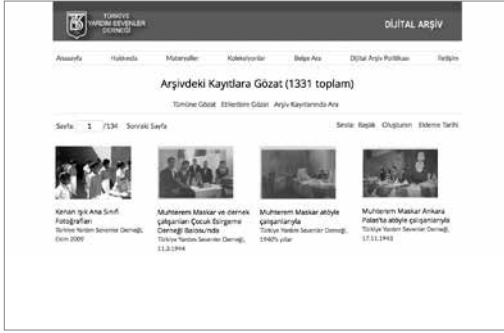 TÜRKİYE
YARDIM SEVENLER
DERNEĞİ
DİJİTAL ARŞİV
Anasayfa Hakkında Materyaller Koleksiyonlar Belge Ara Dijital Arşiv Politikası İletişim
Arşivdeki Kayıtlara Gözat (1331 toplam)
Tümüne Gözat Etiketlere Gözat Arşiv Kayıtlarında Ara
Sayfa 1 /134 Sonraki Sayfa
Sırala: Başlık Oluşturan Ekleme Tarihi
Kenan Işık Ana Sınıfı
Fotoğrafları
Türkiye Yardım Sevenler Derneği,
Ekim 2009
Muhterem Maskar ve dernek
çalışanları Çocuk Esirgeme
Derneği Balosu'nda
Türkiye Yardım Sevenler Derneği,
11.3.1944
Muhterem Maskar atölye
çalışanlarıyla
Türkiye Yardım Sevenler Derneği,
1940'lı yıllar
Muhterem Maskar Ankara
Palas'ta atölye çalışanlarıyla
Türkiye Yardım Sevenler Derneği,
17.11.1943